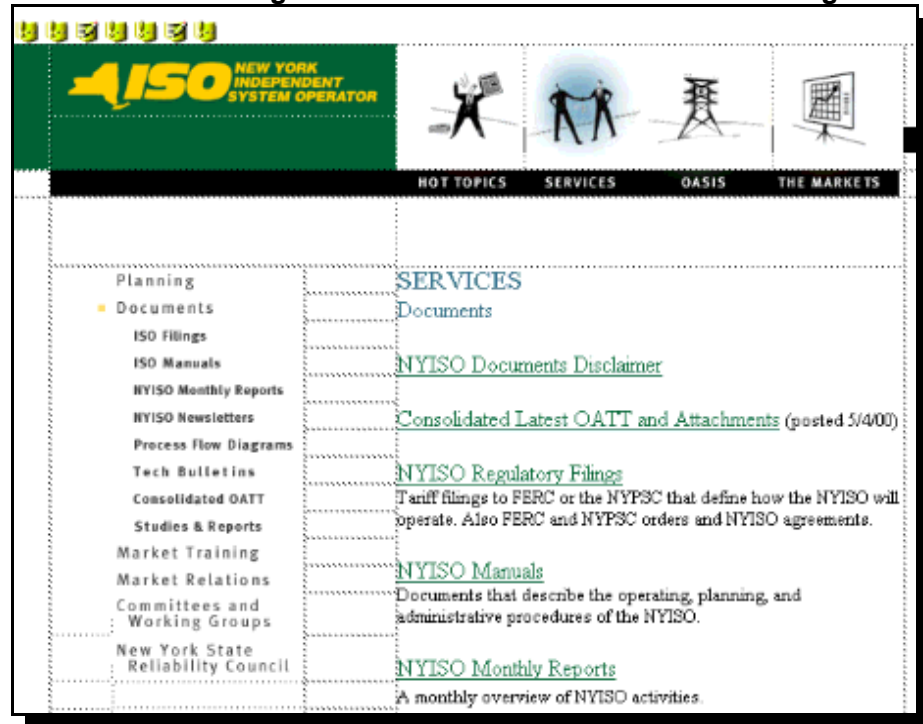 ISO NEW YORK
INDEPENDENT
SYSTEM OPERATOR
HOT TOPICS SERVICES OASIS THE MARKETS
Planning
Documents
ISO Filings
ISO Manuals
NYISO Monthly Reports
NYISO Newsletters
Process Flow Diagrams
Tech Bulletins
Consolidated OATT
Studies & Reports
Market Training
Market Relations
Committees and
Working Groups
New York State
Reliability Council
SERVICES
Documents
NYISO Documents Disclaimer
Consolidated Latest OATT and Attachments (posted 5/4/00)
NYISO Regulatory Filings
Tariff filings to FERC or the NYPSC that define how the NYISO will
operate. Also FERC and NYPSC orders and NYISO agreements.
NYISO Manuals
Documents that describe the operating, planning, and
administrative procedures of the NYISO.
NYISO Monthly Reports
A monthly overview of NYISO activities.